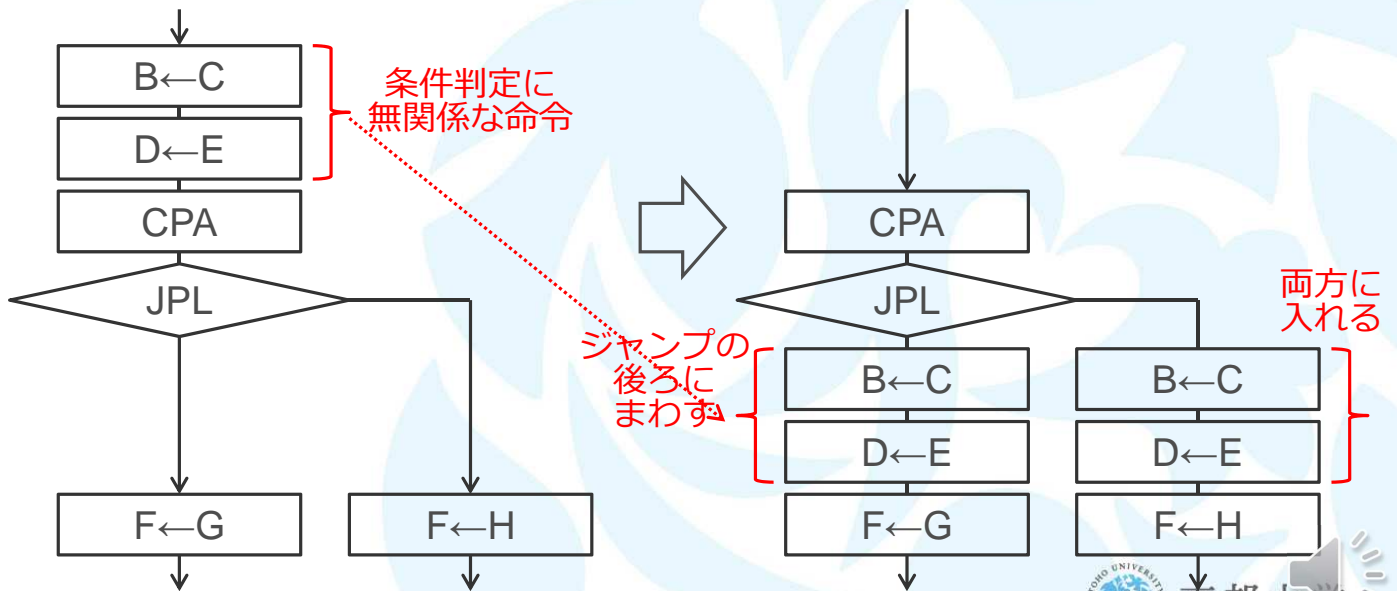 B←C
D←E
CPA
JPL
F←G
F←H
条件判定に
無関係な命令
CPA
JPL
ジャンプの
後ろに
まわす
両方に
入れる
B←C
D←E
F←G
B←C
D←E
F←H